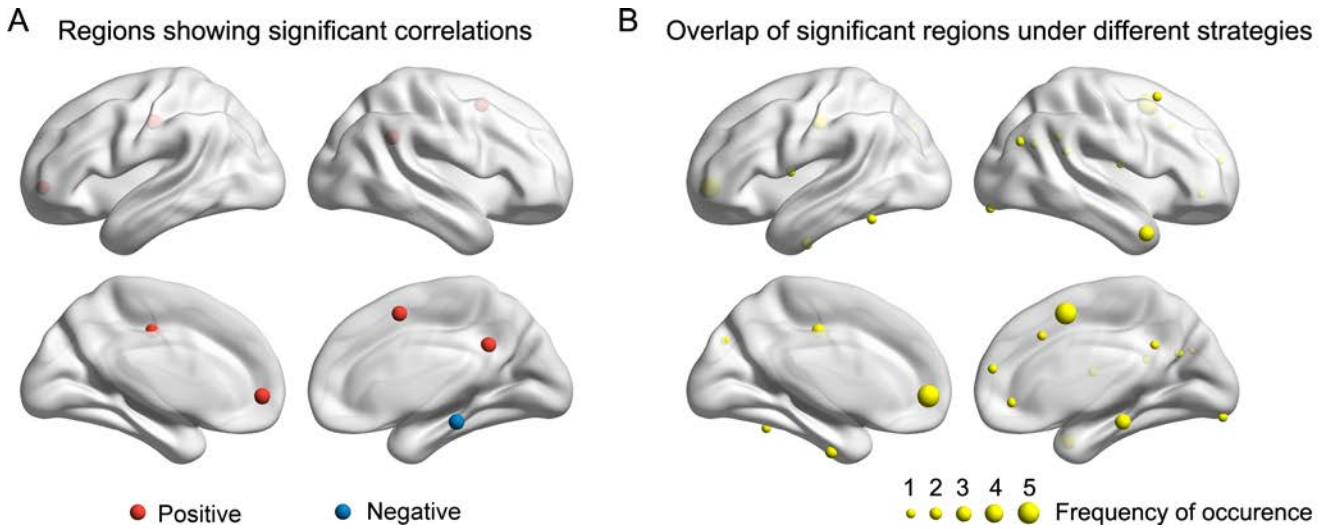 A Regions showing significant correlations
B Overlap of significant regions under different strategies
Positive Negative
1 2 3 4 5
Frequency of occurence